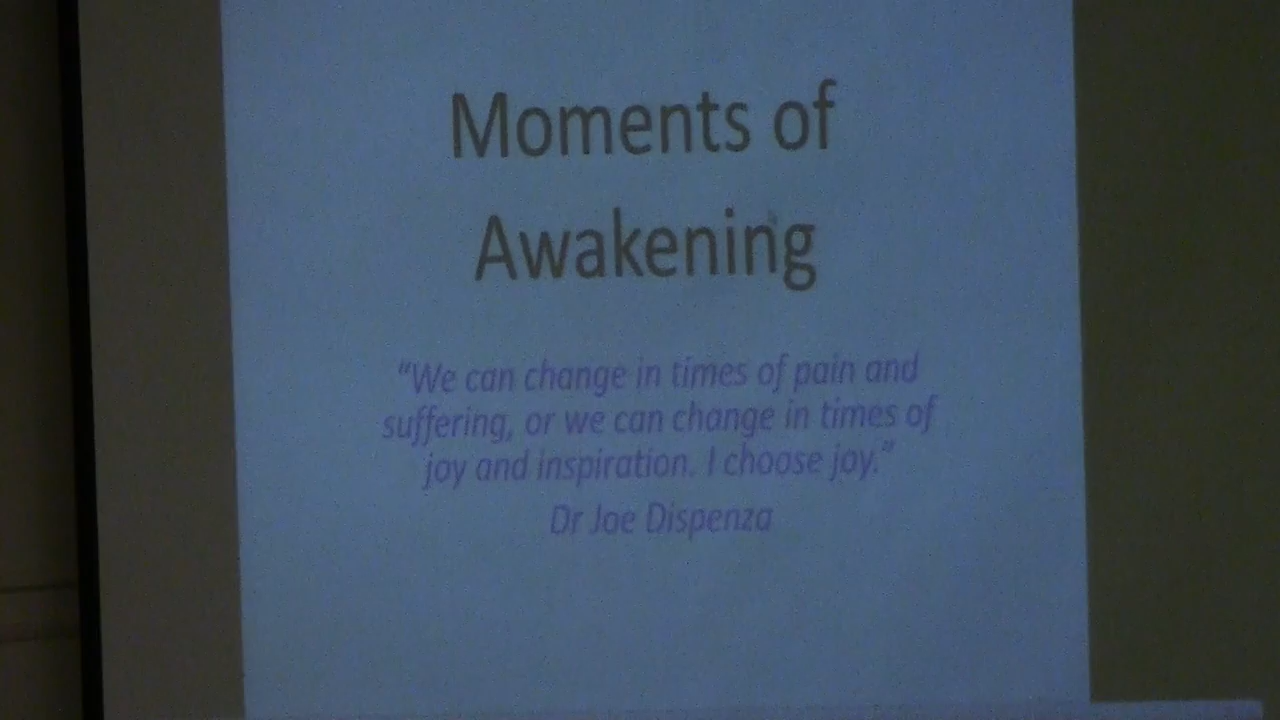 Moments of
Awakening
“We can change in times of pain and
suffering, or we can change in times of
joy and inspiration. I choose joy.”
Dr Joe Dispenza